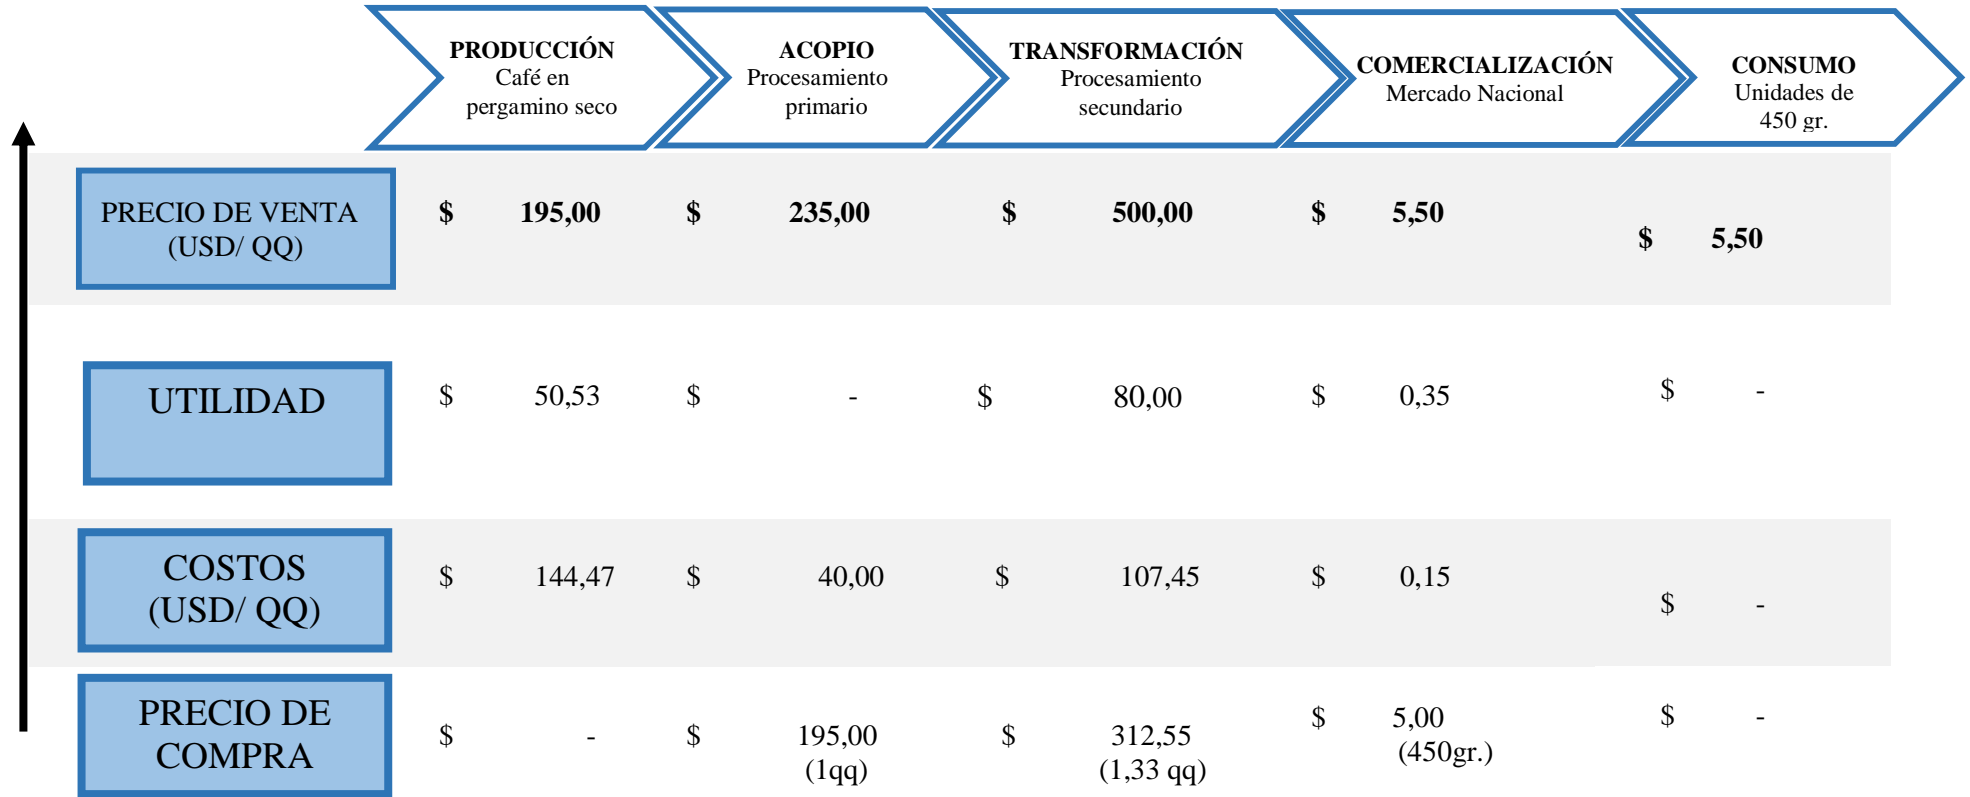 PRODUCCIÓN
Café en
pergamino seco
ACOPIO
Procesamiento
primario
TRANSFORMACIÓN
Procesamiento
secundario
COMERCIALIZACIÓN
Mercado Nacional
CONSUMO
Unidades de
450 gr.
PRECIO DE VENTA
(USD/ QQ)
$ 195,00 $ 235,00 $ 500,00 $ 5,50 $ 5,50
UTILIDAD
$ 50,53 $ - $ 80,00 $ 0,35 $ -
COSTOS
(USD/ QQ)
$ 144,47 $ 40,00 $ 107,45 $ 0,15 $ -
PRECIO DE
COMPRA
$ - $ 195,00 $ 312,55 $ 5,00 $ -
(1qq) (1,33 qq) (450gr.)